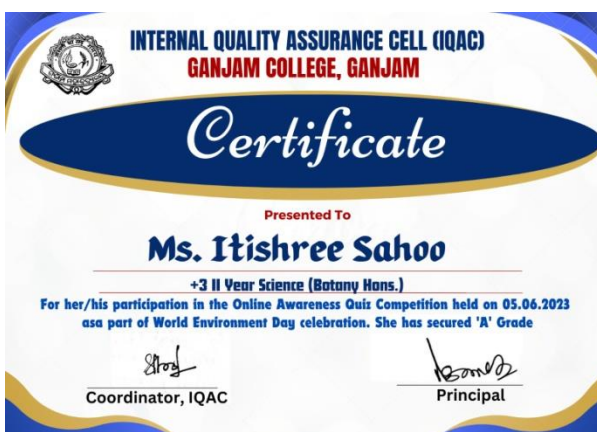 INTERNAL QUALITY ASSURANCE CELL (IQAC)
GANJAM COLLEGE, GANJAM
Certificate
Presented To
Ms. Itishree Sahoo
+3 II Year Science (Botany Hons.)
For her/his participation in the Online Awareness Quiz Competition held on 05.06.2023
asa part of World Environment Day celebration. She has secured 'A' Grade
Coordinator, IQAC
Principal